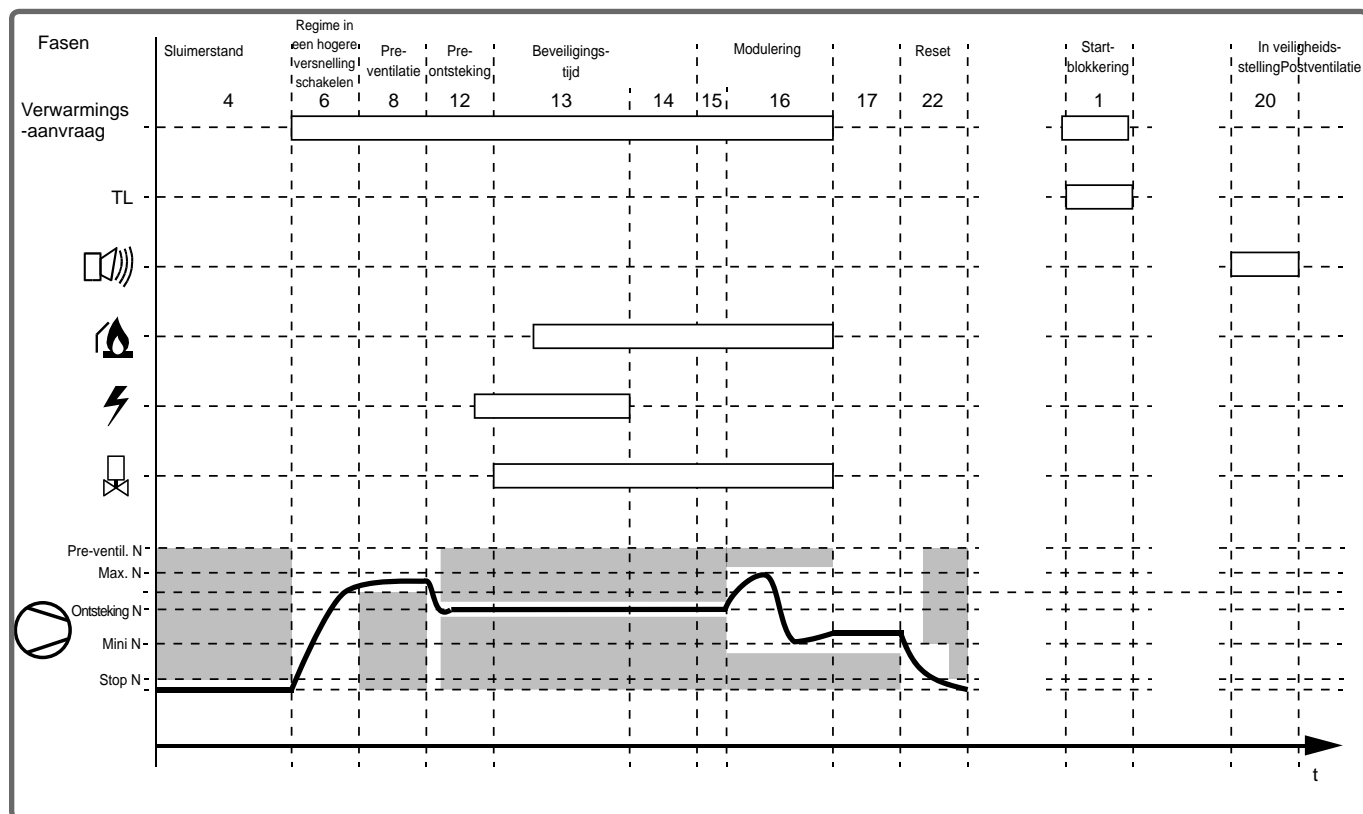 Fasen
Sluimerstand
Regime in
een hogere
versnelling
schakelen
Pre-
ventilatie
Pre-
ontsteking
Beveiligings-
tijd
Modulering
Reset
Start-
blokkering
In veiligheids-
stellingPostventilatie
4 6 8 12 13 14 15 16 17 22 1 20
Verwarmings
-aanvraag
TL
Pre-ventil. N
Max. N
Ontsteking N
Mini N
Stop N
t